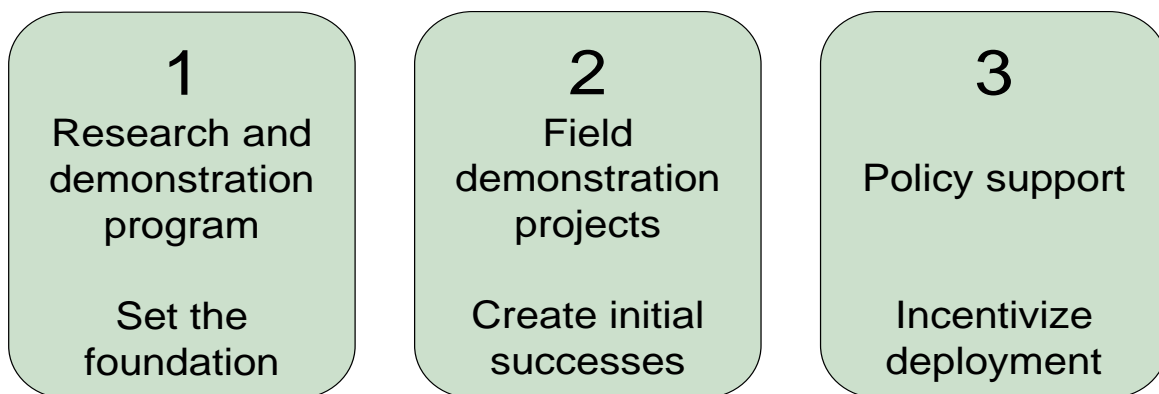 1
Research and
demonstration
program
Set the
foundation
2
Field
demonstration
projects
Create initial
successes
3
Policy support
Incentivize
deployment